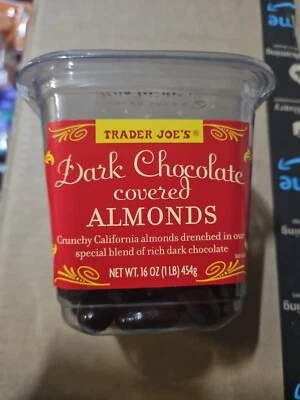 TRADER JOE'S®
Dark Chocolate
covered
ALMONDS
Crunchy California almonds drenched in our
special blend of rich dark chocolate
NET WT. 16 OZ (1 LB) 454g